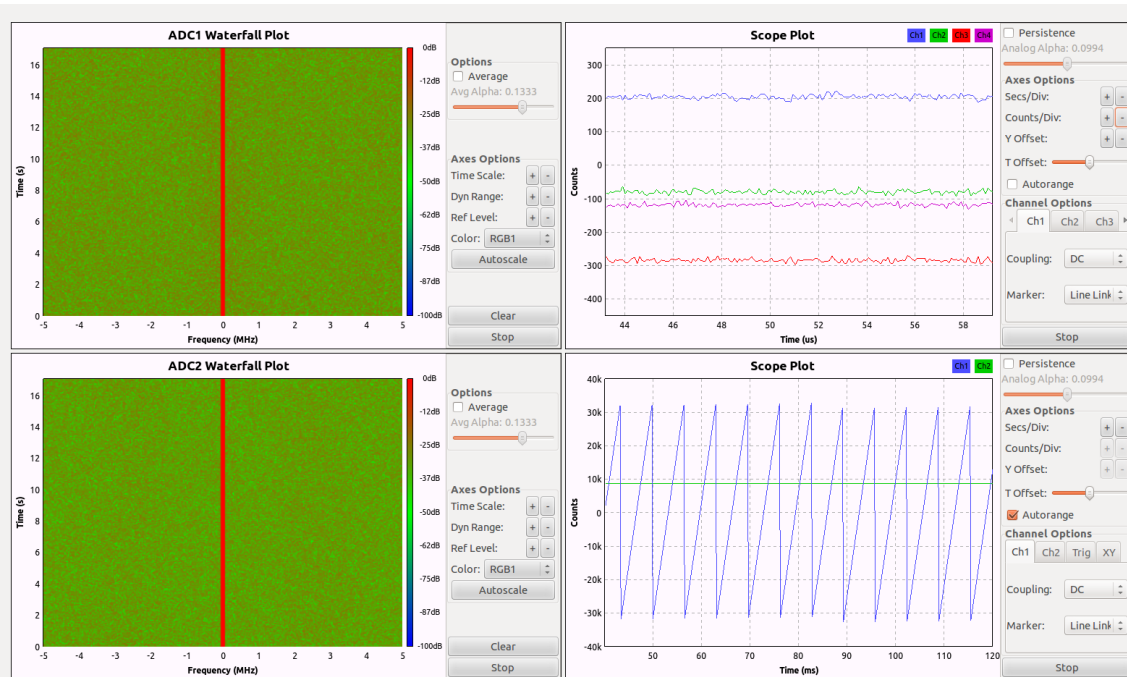 ADC1 Waterfall Plot
16
14
12
10
8
6
4
2
0
Time (s)
-5 -4 -3 -2 -1 0 1 2 3 4 5
Frequency (MHz)
0dB
-12dB
-25dB
-37dB
-50dB
-62dB
-75dB
-87dB
-100dB
Options
Average
Avg Alpha: 0.1333
Axes Options
Time Scale: + -
Dyn Range: + -
Ref Level: + -
Color: RGB1
Autoscale
Clear
Stop
Scope Plot
Ch1 Ch2 Ch3 Ch4
300
200
100
0
-100
-200
-300
-400
Counts
44 46 48 50 52 54 56 58
Time (us)
Persistence
Analog Alpha: 0.0994
Axes Options
Secs/Div: + -
Counts/Div: + -
Y Offset: + -
T Offset:
Autorange
Channel Options
Ch1 Ch2 Ch3
Coupling: DC
Marker: Line Link
Stop
ADC2 Waterfall Plot
16
14
12
10
8
6
4
2
0
Time (s)
-5 -4 -3 -2 -1 0 1 2 3 4 5
Frequency (MHz)
0dB
-12dB
-25dB
-37dB
-50dB
-62dB
-75dB
-87dB
-100dB
Options
Average
Avg Alpha: 0.1333
Axes Options
Time Scale: + -
Dyn Range: + -
Ref Level: + -
Color: RGB1
Autoscale
Clear
Stop
Scope Plot
Ch1 Ch2
40k
30k
20k
10k
0
-10k
-20k
-30k
-40k
Counts
50 60 70 80 90 100 110 120
Time (ms)
Persistence
Analog Alpha: 0.0994
Axes Options
Secs/Div: + -
Counts/Div: + -
Y Offset: + -
T Offset:
Autorange
Channel Options
Ch1 Ch2 Trig XY
Coupling: DC
Marker: Line Link
Stop